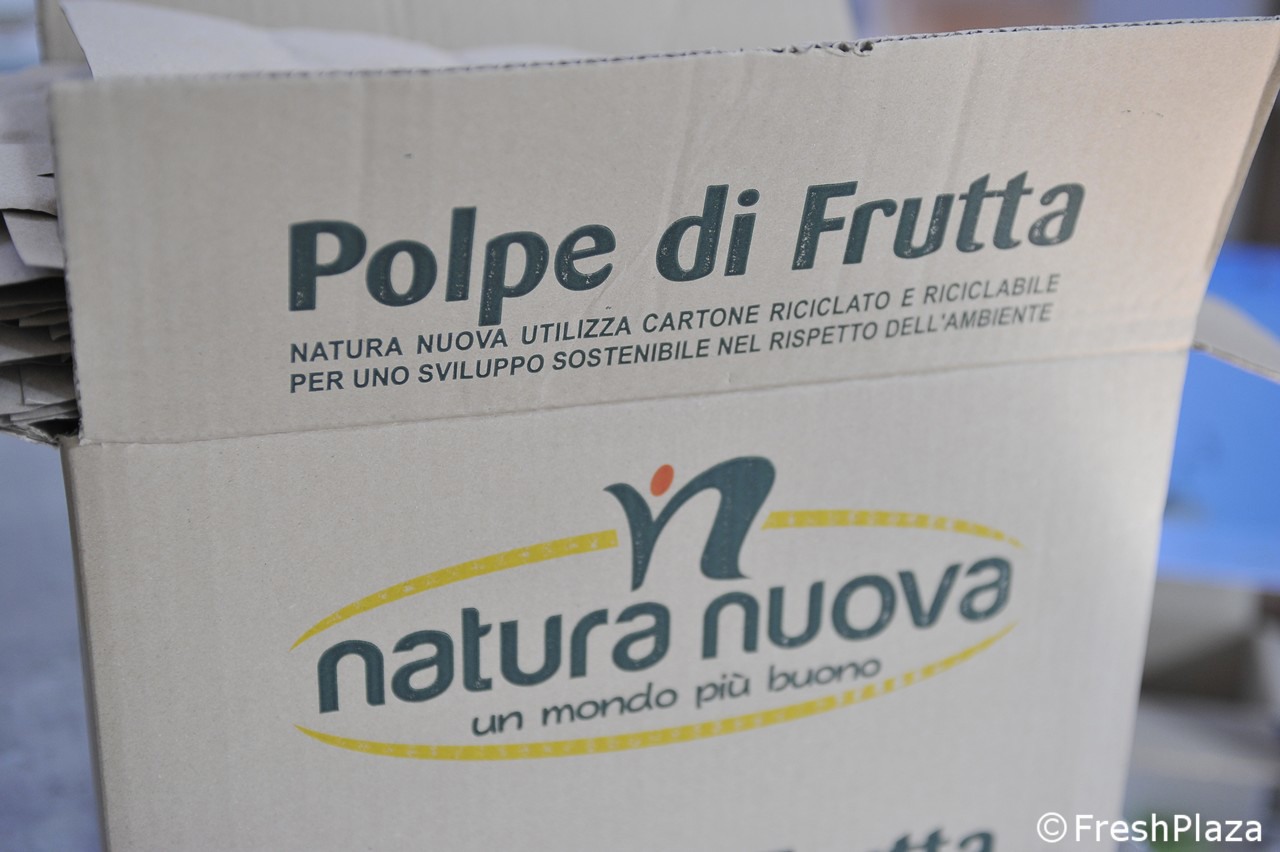 Polpe di Frutta
NATURA NUOVA UTILIZZA CARTONE RICICLATO E RICICLABILE
PER UNO SVILUPPO SOSTENIBILE NEL RISPETTO DELL'AMBIENTE
n
natura nuova
un mondo più buono
Frutta
©FreshPlaza